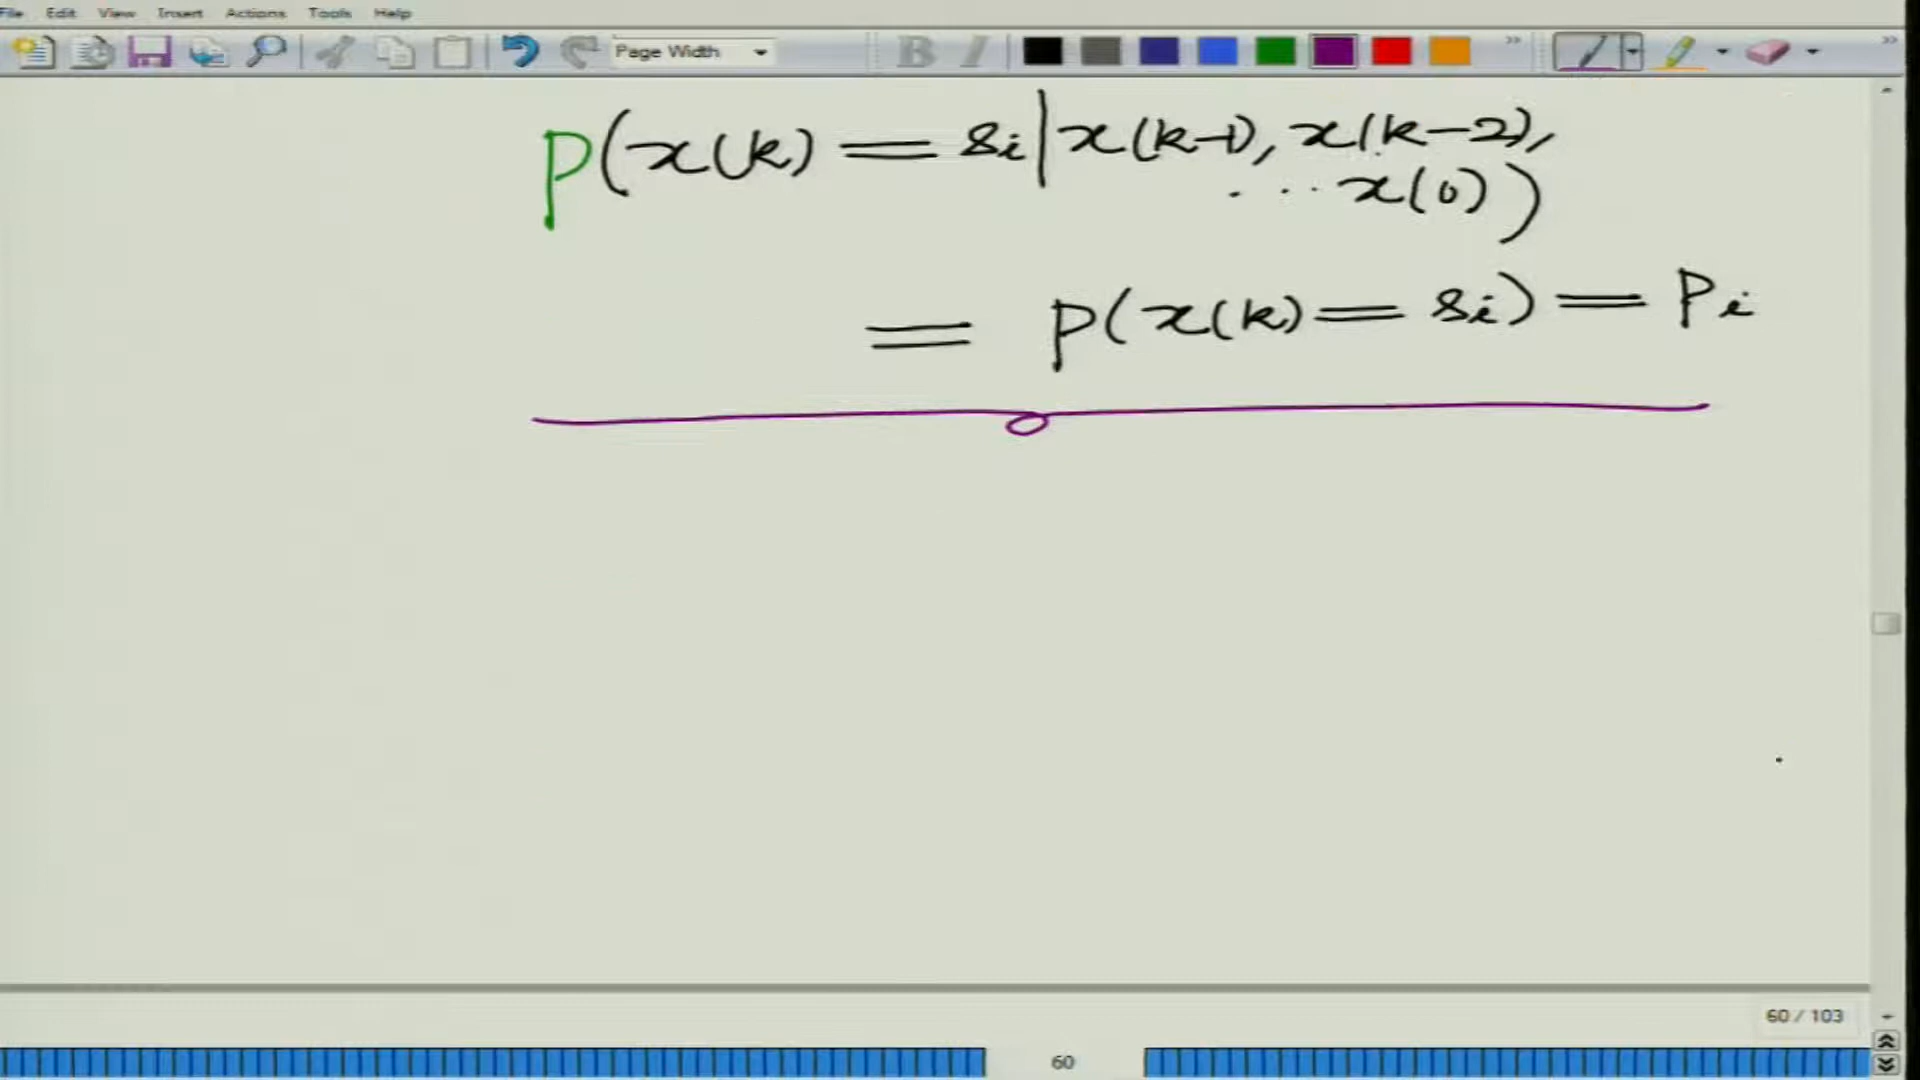 File Edit View Insert Actions Tools Help
Page Width B I
P(x(k) = si | x(k-1), x(k-2),
... x(0))
= P(x(k) = si) = Pi
60 / 103
60